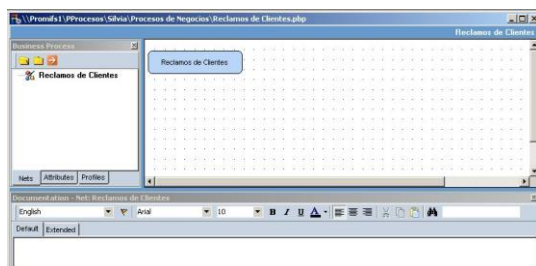 \\Promifs1\PProcesos\Silvia\Procesos de Negocios\Reclamos de Clientes.pbp
Reclamos de Clientes
Business Process
Reclamos de Clientes
Reclamos de Clientes
Nets Attributes Profiles
Documentation - Net: Reclamos de Clientes
English Arial 10 B I U A
Default Extended